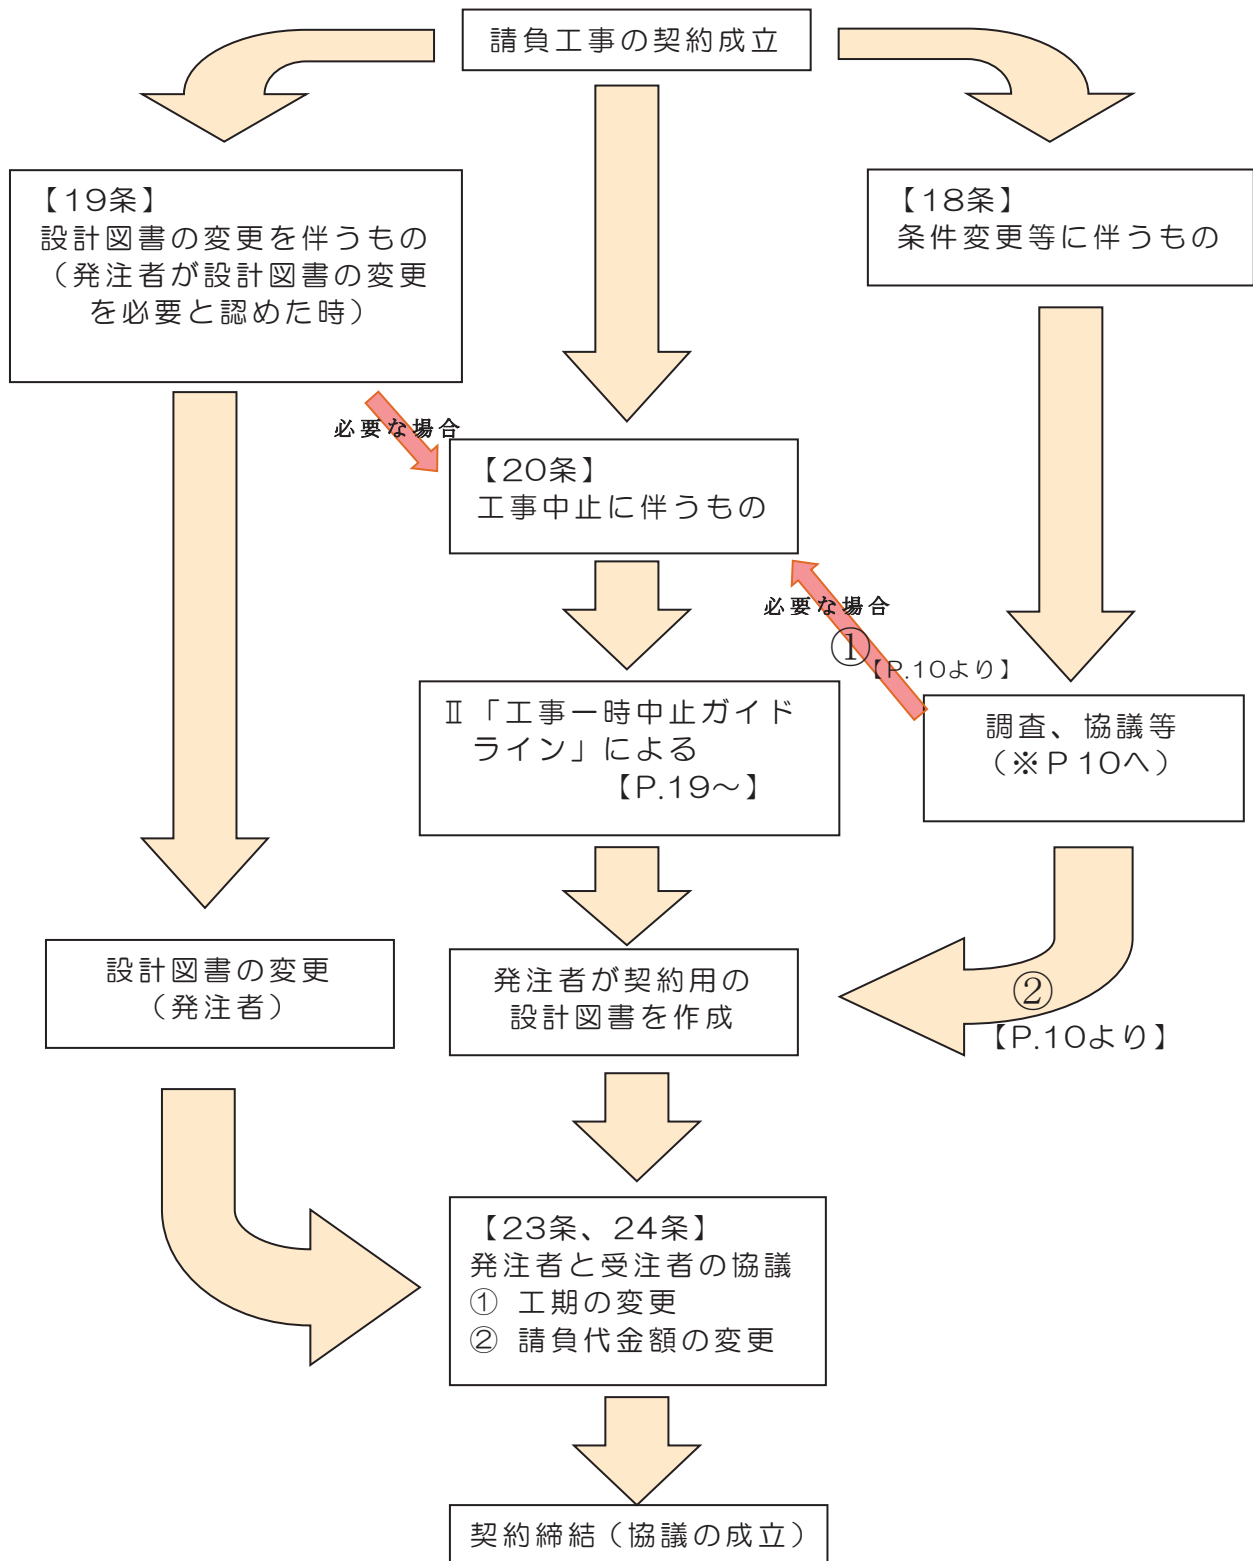 請負工事の契約成立
【19条】
設計図書の変更を伴うもの
（発注者が設計図書の変更
を必要と認めた時）
【18条】
条件変更等に伴うもの
必要な場合
【20条】
工事中止に伴うもの
必要な場合
①
【P.10より】
Ⅱ「工事一時中止ガイド
ライン」による
【P.19～】
調査、協議等
（※Ｐ10へ）
設計図書の変更
（発注者）
発注者が契約用の
設計図書を作成
②
【P.10より】
【23条、24条】
発注者と受注者の協議
① 工期の変更
② 請負代金額の変更
契約締結（協議の成立）